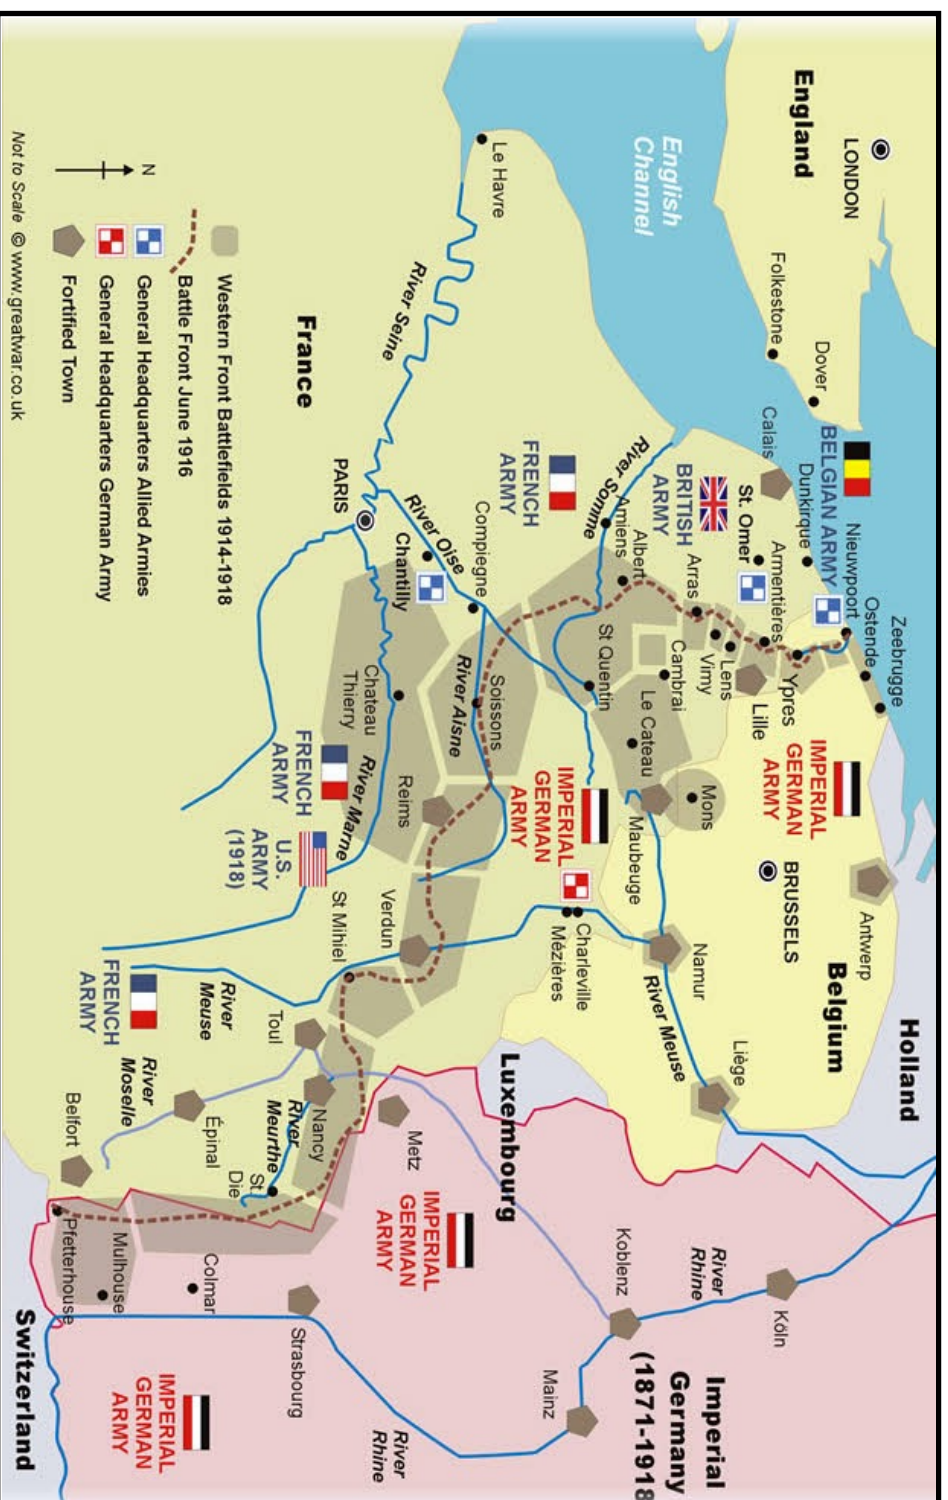 England
LONDON
Folkestone
Dover
English
Channel
Holland
Zeebrugge
Ostende
Nieuwpoort
BELGIAN ARMY
Dunkirque
Calais
St. Omer
Armentières
Ypres
Lille
Lens
Vimy
Arras
BRITISH
ARMY
Antwerp
BRUSSELS
Belgium
IMPERIAL
GERMAN
ARMY
Mons
Maubeuge
Namur
Liège
River Meuse
Cambrai
Le Cateau
St Quentin
Albert
Amiens
River Somme
FRENCH
ARMY
IMPERIAL
GERMAN
ARMY
Charleville
Mézières
Luxembourg
Le Havre
River Seine
River Oise
Compiegne
Chantilly
PARIS
Soissons
River Aisne
Chateau
Thierry
River Marne
Reims
FRENCH
ARMY
U.S.
ARMY
(1918)
Verdun
St Mihiel
River
Meuse
FRENCH
ARMY
Toul
Nancy
River
Meurthe
St
Die
River
Moselle
Épinal
Belfort
Metz
IMPERIAL
GERMAN
ARMY
Koblenz
River
Rhine
Köln
Mainz
Imperial
Germany
(1871-1918
Strasbourg
River
Rhine
Colmar
Mulhouse
Pfetterhouse
IMPERIAL
GERMAN
ARMY
Switzerland
France
Western Front Battlefields 1914-1918
Battle Front June 1916
General Headquarters Allied Armies
General Headquarters German Army
Fortified Town
N
Not to Scale © www.greatwar.co.uk